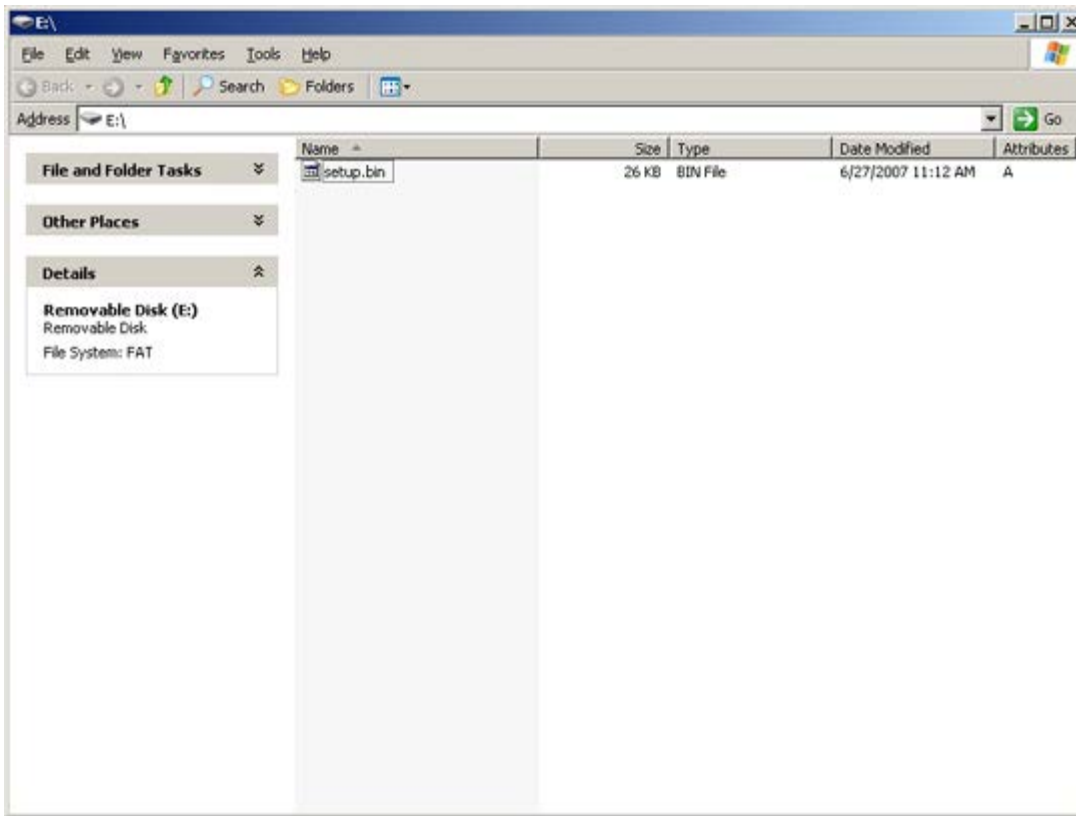 E:\
File Edit View Favorites Tools Help
Back Search Folders
Address E:\ Go
Name Size Type Date Modified Attributes
setup.bin 26 KB BIN File 6/27/2007 11:12 AM A
File and Folder Tasks
Other Places
Details
Removable Disk (E:)
Removable Disk
File System: FAT